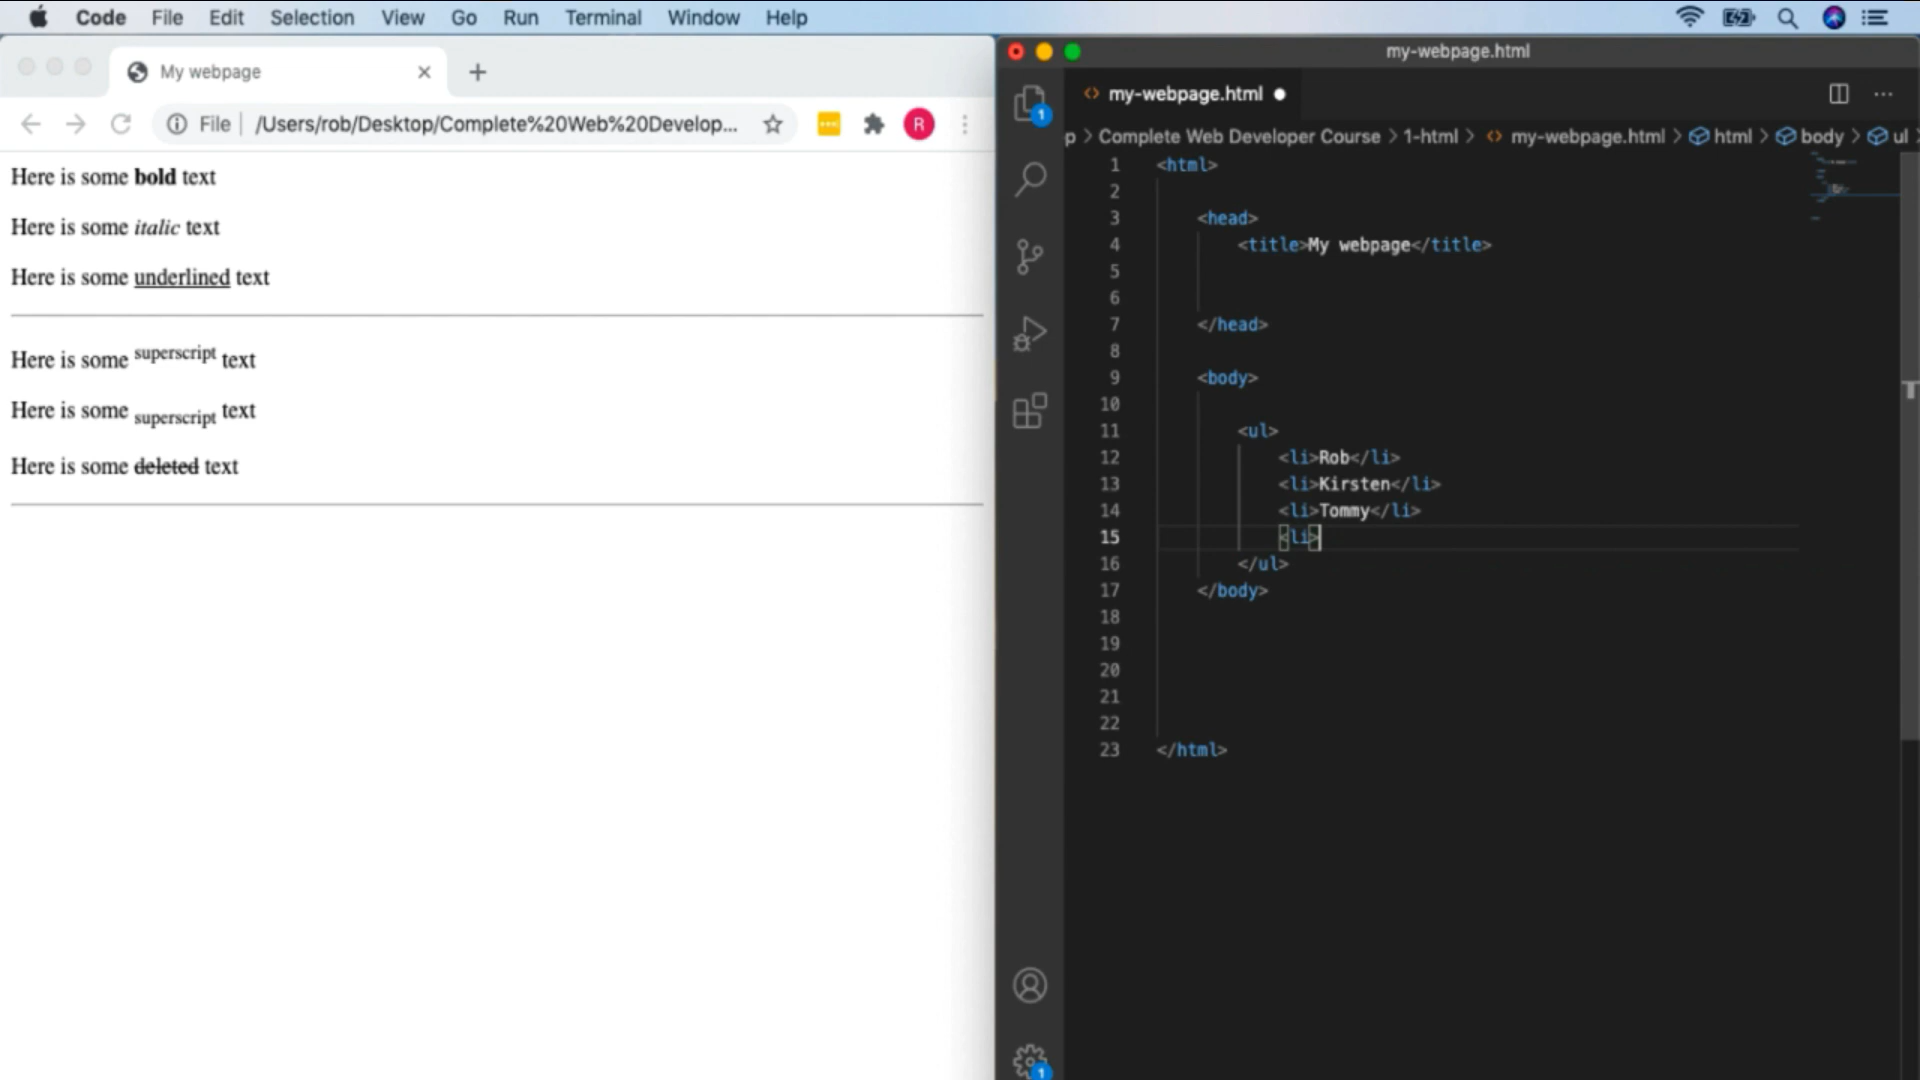 Code File Edit Selection View Go Run Terminal Window Help
My webpage
File /Users/rob/Desktop/Complete%20Web%20Develop... R
Here is some bold text
Here is some italic text
Here is some underlined text
Here is some superscript text
Here is some superscript text
Here is some deleted text
my-webpage.html
my-webpage.html
p > Complete Web Developer Course > 1-html > my-webpage.html > html > body > ul >
1 <html>
2
3 <head>
4 <title>My webpage</title>
5
6
7 </head>
8
9 <body>
10
11 <ul>
12 <li>Rob</li>
13 <li>Kirsten</li>
14 <li>Tommy</li>
15 <li>
16 </ul>
17 </body>
18
19
20
21
22
23 </html>
1
1